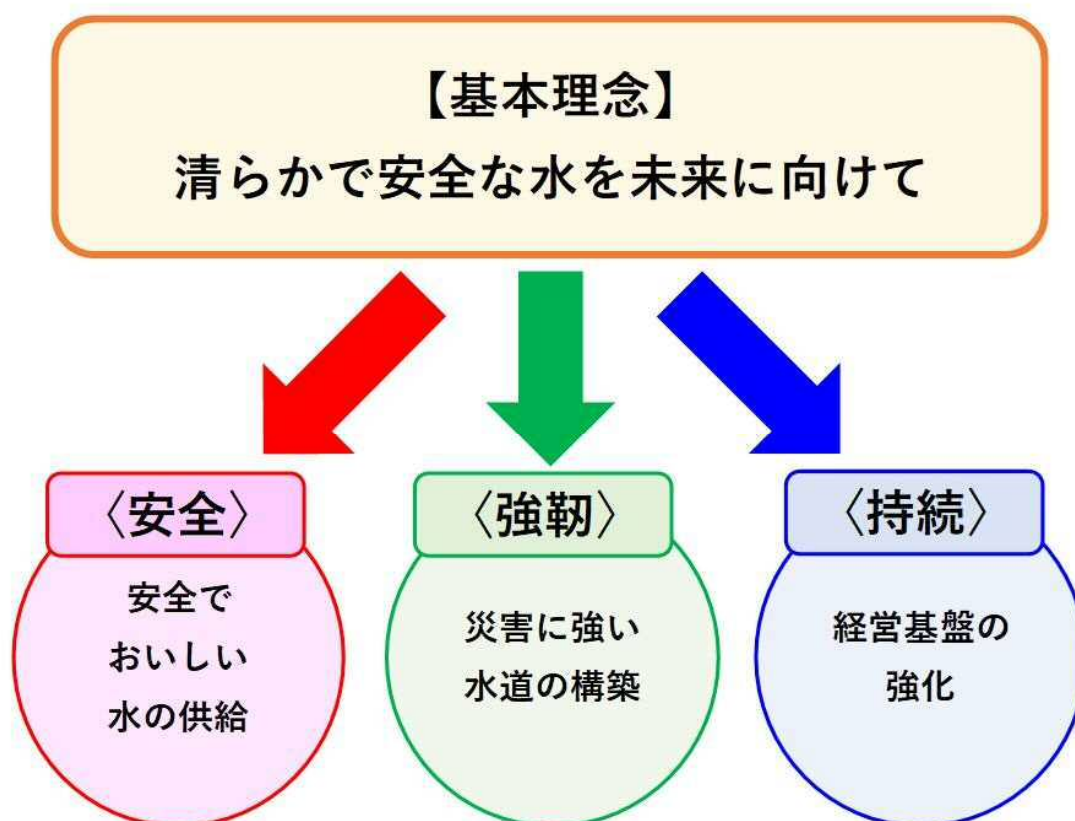 【基本理念】
清らかで安全な水を未来に向けて
〈安全〉
安全で
おいしい
水の供給
〈強靭〉
災害に強い
水道の構築
〈持続〉
経営基盤の
強化